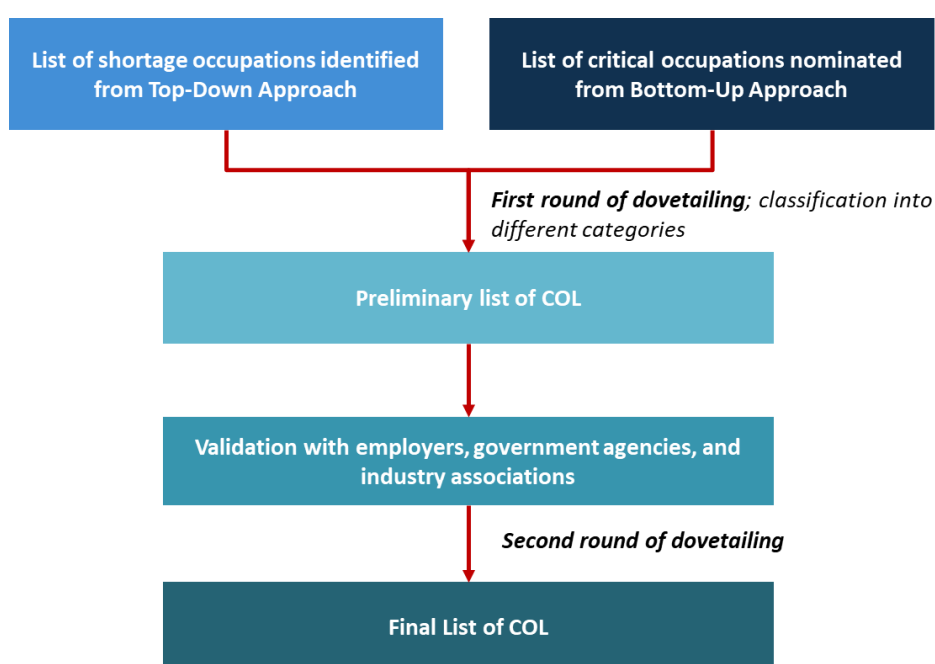 List of shortage occupations identified
from Top-Down Approach
List of critical occupations nominated
from Bottom-Up Approach
First round of dovetailing; classification into
different categories
Preliminary list of COL
Validation with employers, government agencies, and
industry associations
Second round of dovetailing
Final List of COL